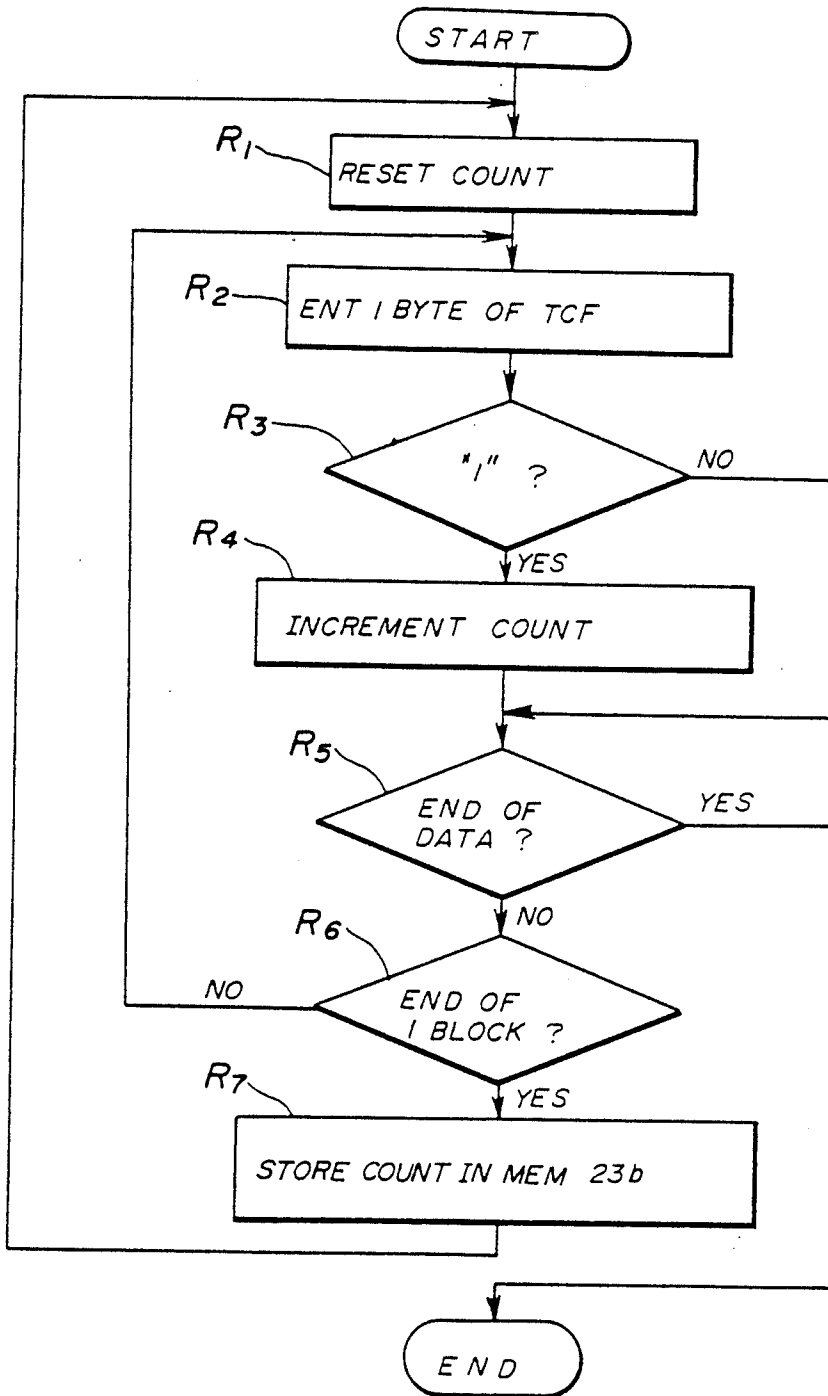 START
R1
RESET COUNT
R2
ENT 1 BYTE OF TCF
R3
"1" ?
NO
R4
YES
INCREMENT COUNT
R5
END OF
DATA ?
YES
NO
R6
NO
END OF
1 BLOCK ?
R7
YES
STORE COUNT IN MEM 23b
END